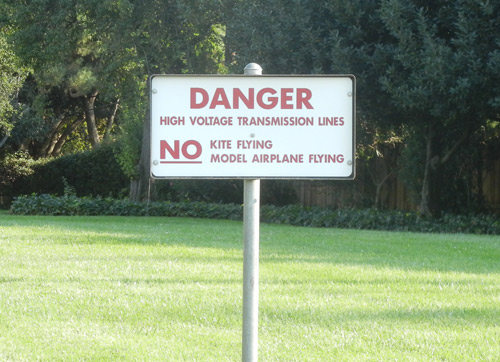 DANGER
HIGH VOLTAGE TRANSMISSION LINES
NO KITE FLYING
MODEL AIRPLANE FLYING